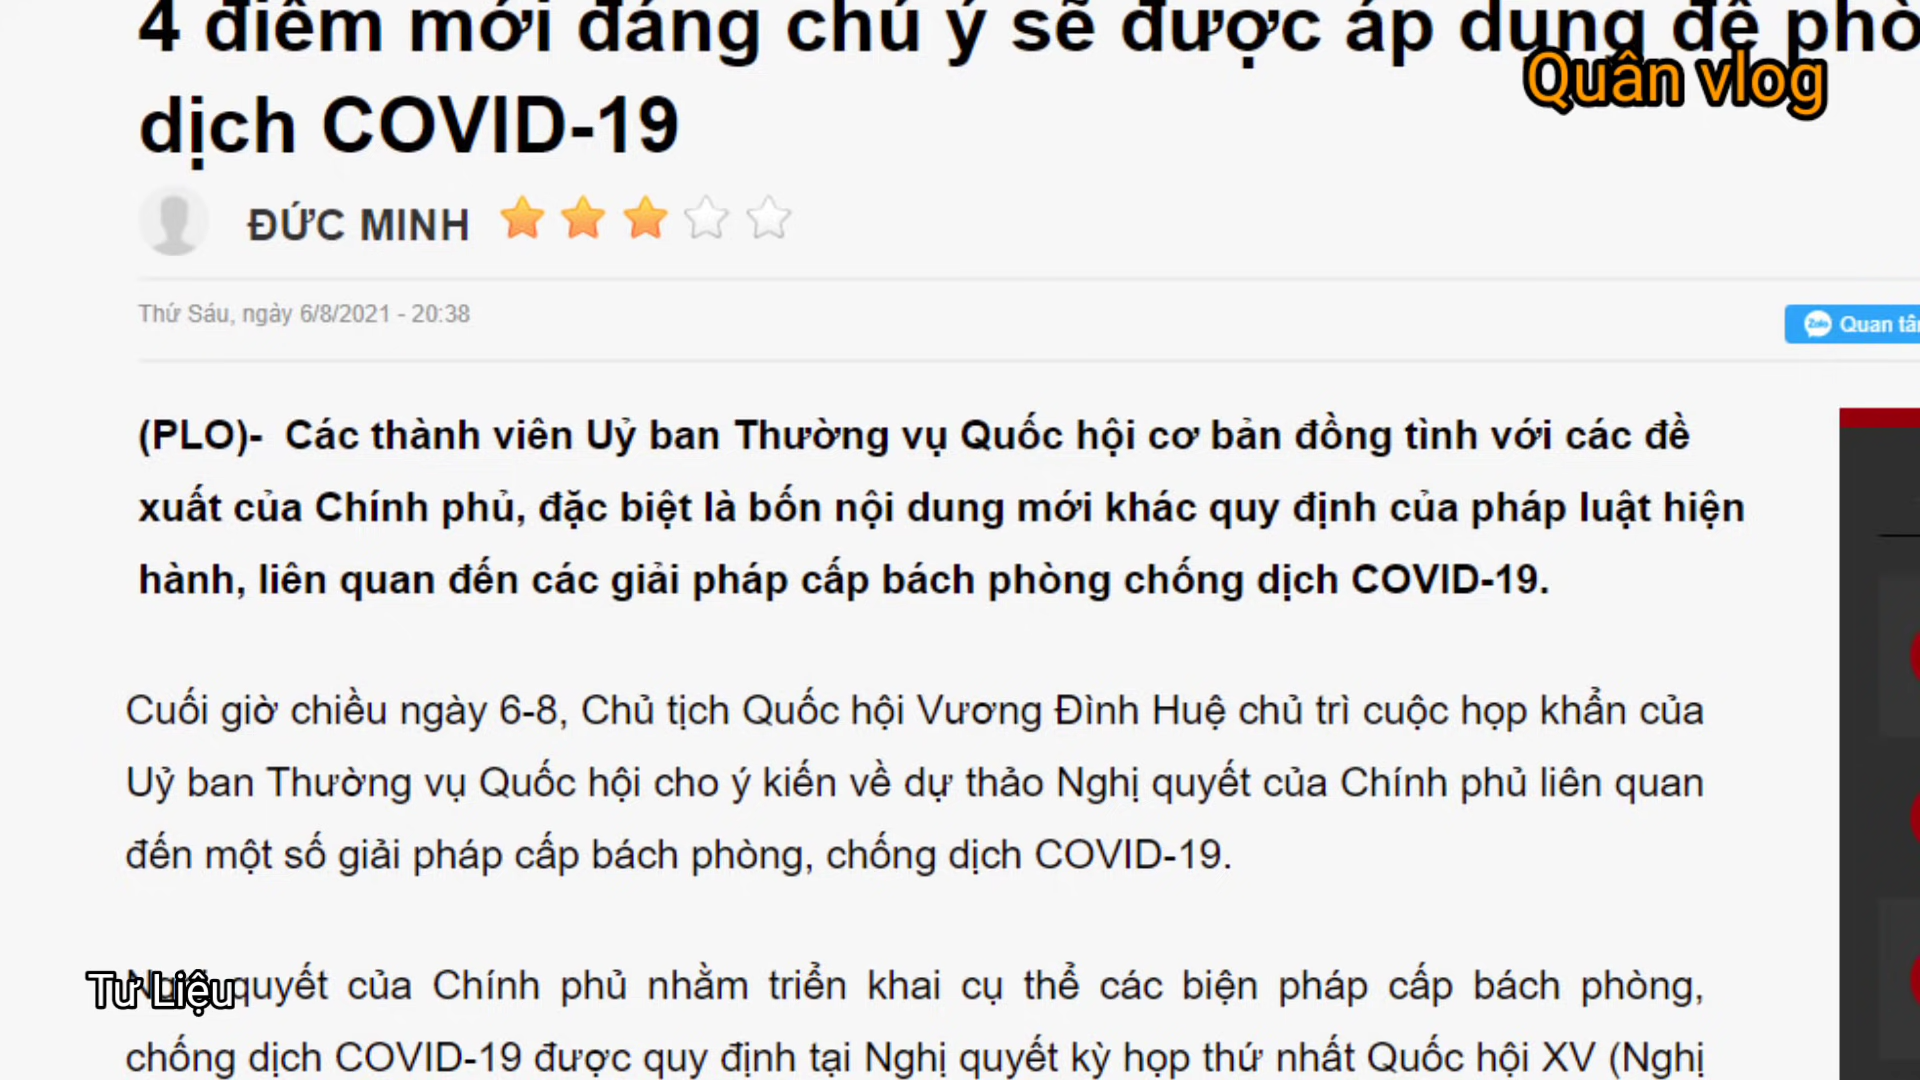 4 điểm mới đáng chú ý sẽ được áp dụng để
Quân vlog
dịch COVID-19
ĐỨC MINH
Thứ Sáu, ngày 6/8/2021 - 20:38
Zalo Quan
(PLO)- Các thành viên Uỷ ban Thường vụ Quốc hội cơ bản đồng tình với các đề
xuất của Chính phủ, đặc biệt là bốn nội dung mới khác quy định của pháp luật hiện
hành, liên quan đến các giải pháp cấp bách phòng chống dịch COVID-19.
Cuối giờ chiều ngày 6-8, Chủ tịch Quốc hội Vương Đình Huệ chủ trì cuộc họp khẩn của
Uỷ ban Thường vụ Quốc hội cho ý kiến về dự thảo Nghị quyết của Chính phủ liên quan
đến một số giải pháp cấp bách phòng, chống dịch COVID-19.
Tư Liệu
quyết của Chính phủ nhằm triển khai cụ thể các biện pháp cấp bách phòng,
chống dịch COVID-19 được quy định tại Nghị quyết kỳ họp thứ nhất Quốc hội XV (Nghị